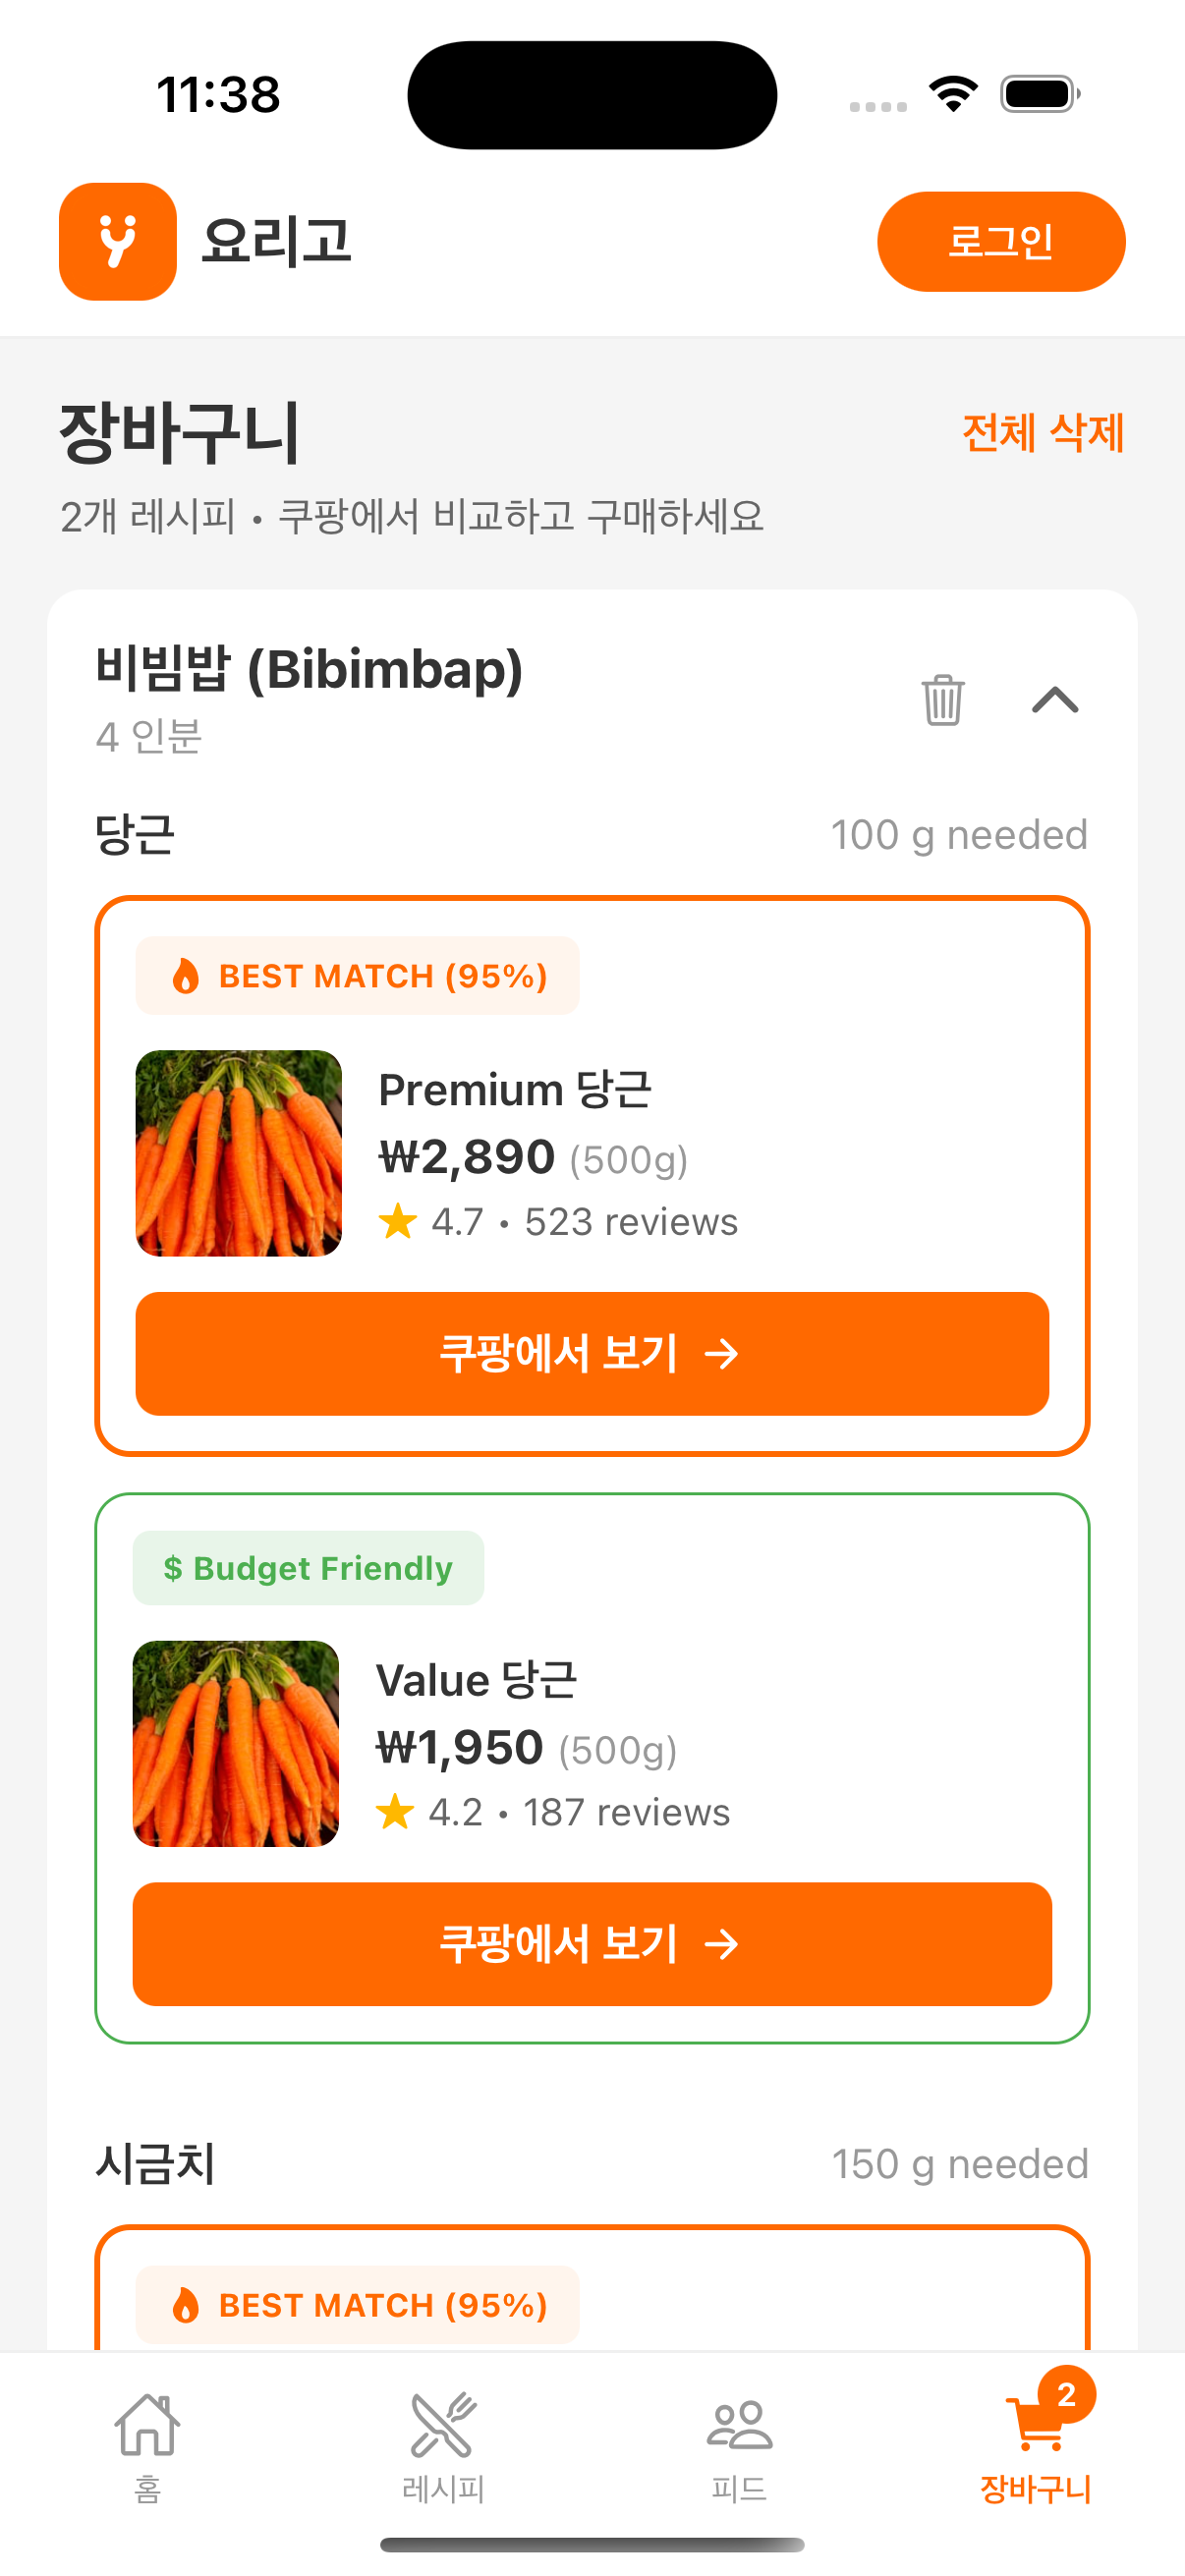 11:38
요리고
로그인
장바구니
전체 삭제
2개 레시피 • 쿠팡에서 비교하고 구매하세요
비빔밥 (Bibimbap)
4 인분
당근
100 g needed
BEST MATCH (95%)
Premium 당근
₩2,890 (500g)
4.7 • 523 reviews
쿠팡에서 보기 →
$ Budget Friendly
Value 당근
₩1,950 (500g)
4.2 • 187 reviews
쿠팡에서 보기 →
시금치
150 g needed
BEST MATCH (95%)
2
홈
레시피
피드
장바구니